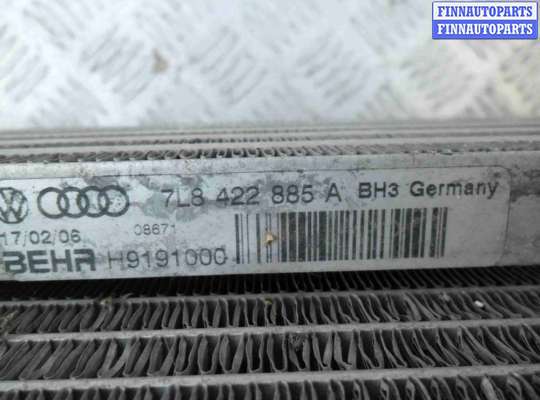 FINNAUTOPARTS
FINNAUTOPARTS
7L8 422 885 A BH3 Germany
17/02/06 08671
BEHR H9191000